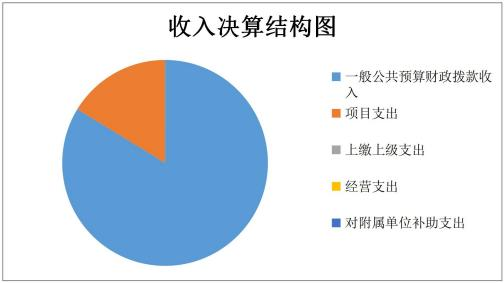 收入决算结构图
一般公共预算财政拨款收
入
项目支出
上缴上级支出
经营支出
对附属单位补助支出